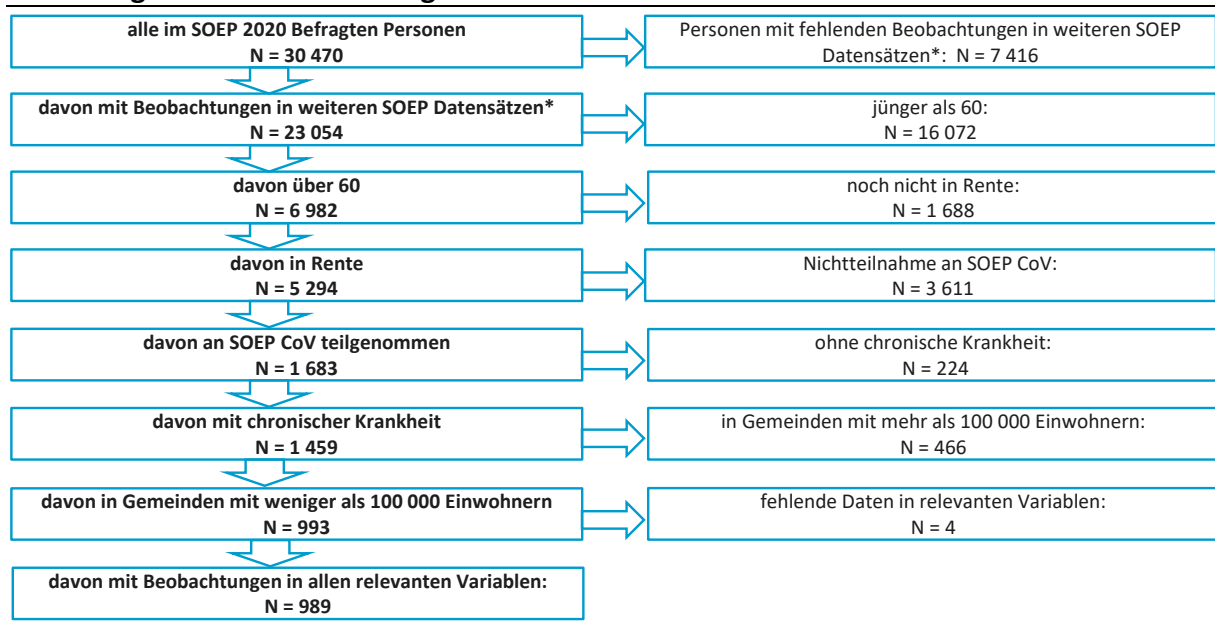 alle im SOEP 2020 Befragten Personen
N = 30 470
Personen mit fehlenden Beobachtungen in weiteren SOEP
Datensätzen*: N = 7 416
davon mit Beobachtungen in weiteren SOEP Datensätzen*
N = 23 054
jünger als 60:
N = 16 072
davon über 60
N = 6 982
noch nicht in Rente:
N = 1 688
davon in Rente
N = 5 294
Nichtteilnahme an SOEP CoV:
N = 3 611
davon an SOEP CoV teilgenommen
N = 1 683
ohne chronische Krankheit:
N = 224
davon mit chronischer Krankheit
N = 1 459
in Gemeinden mit mehr als 100 000 Einwohnern:
N = 466
davon in Gemeinden mit weniger als 100 000 Einwohnern
N = 993
fehlende Daten in relevanten Variablen:
N = 4
davon mit Beobachtungen in allen relevanten Variablen:
N = 989